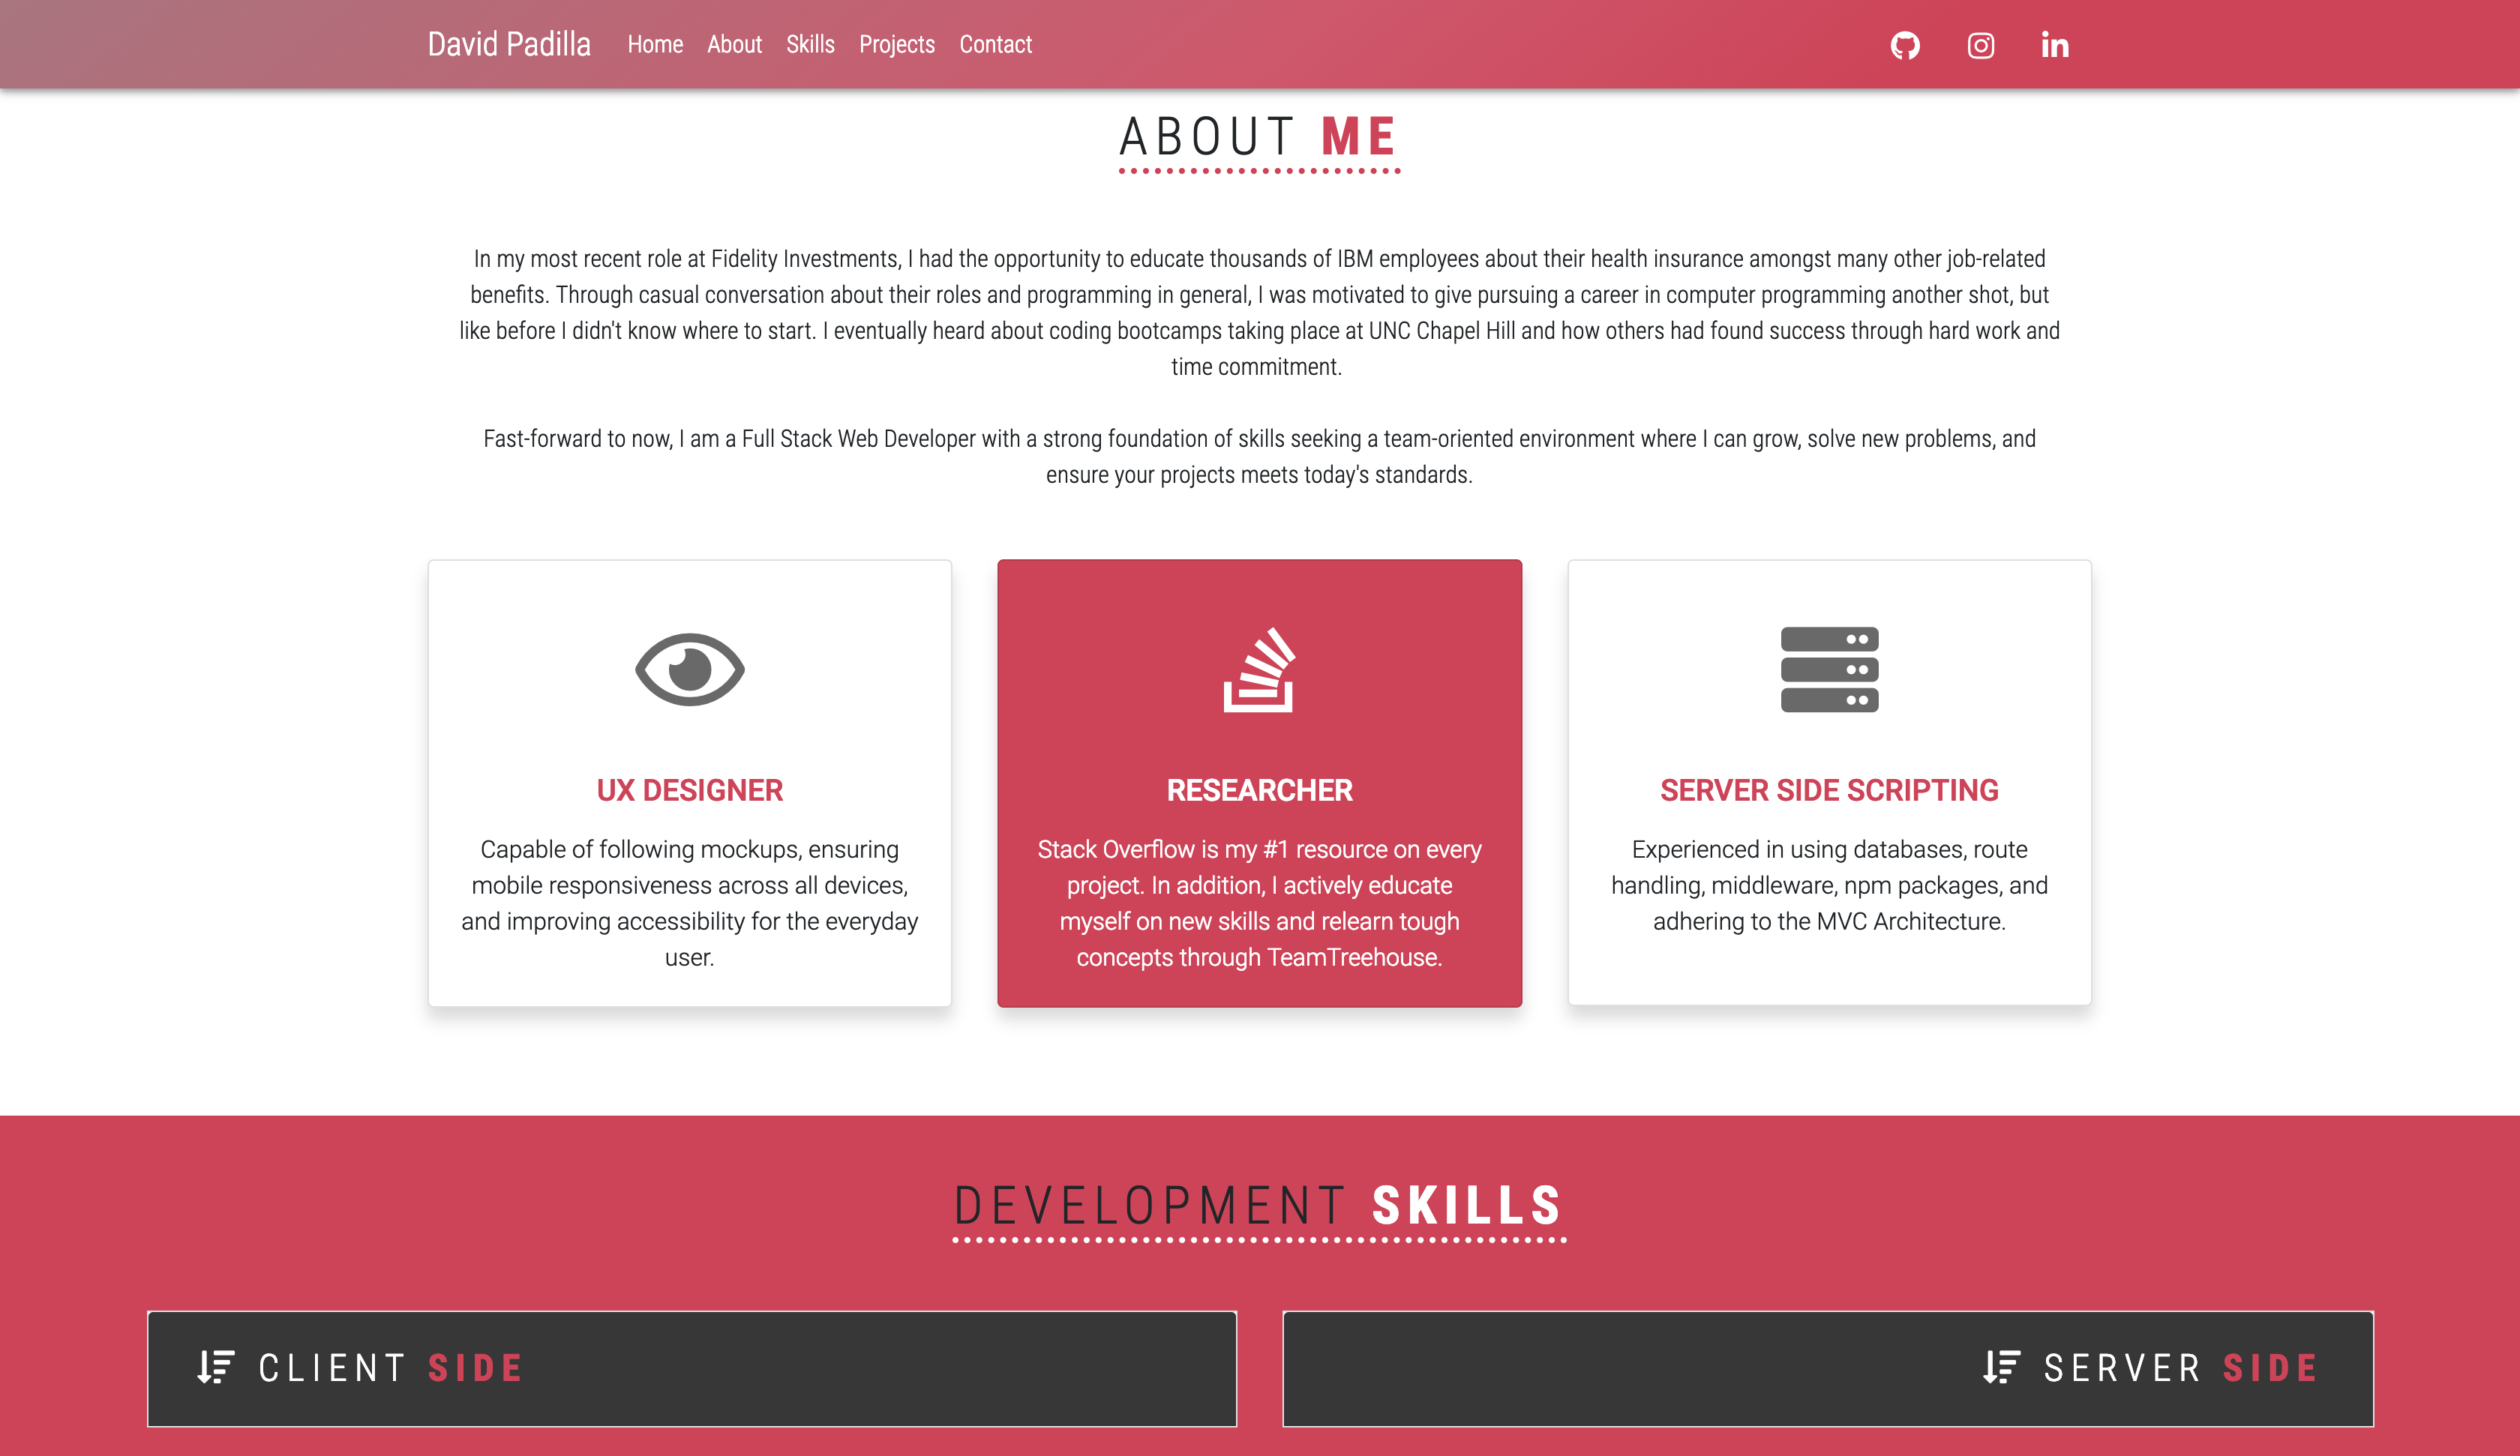 David Padilla Home About Skills Projects Contact
ABOUT ME
In my most recent role at Fidelity Investments, I had the opportunity to educate thousands of IBM employees about their health insurance amongst many other job-related
benefits. Through casual conversation about their roles and programming in general, I was motivated to give pursuing a career in computer programming another shot, but
like before I didn't know where to start. I eventually heard about coding bootcamps taking place at UNC Chapel Hill and how others had found success through hard work and
time commitment.
Fast-forward to now, I am a Full Stack Web Developer with a strong foundation of skills seeking a team-oriented environment where I can grow, solve new problems, and
ensure your projects meets today's standards.
UX DESIGNER
Capable of following mockups, ensuring
mobile responsiveness across all devices,
and improving accessibility for the everyday
user.
RESEARCHER
Stack Overflow is my #1 resource on every
project. In addition, I actively educate
myself on new skills and relearn tough
concepts through TeamTreehouse.
SERVER SIDE SCRIPTING
Experienced in using databases, route
handling, middleware, npm packages, and
adhering to the MVC Architecture.
DEVELOPMENT SKILLS
CLIENT SIDE
SERVER SIDE